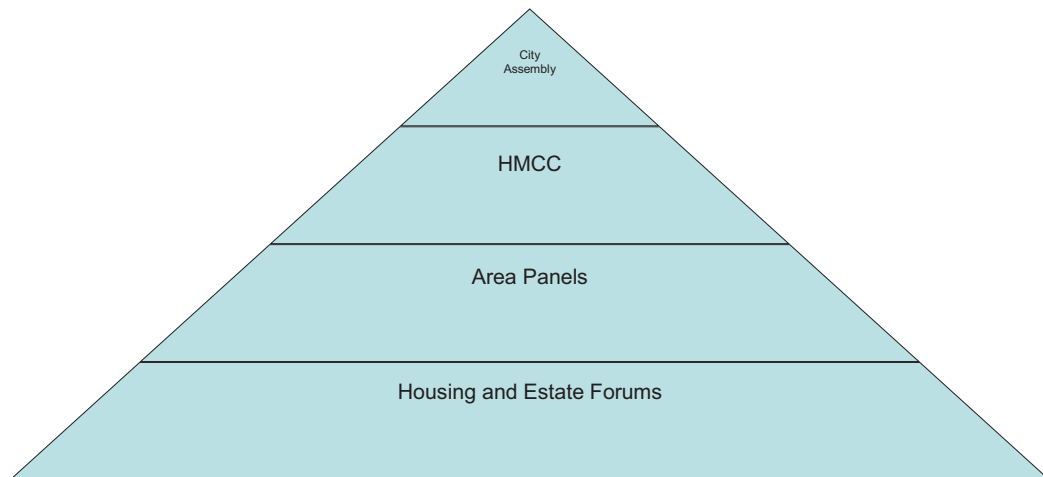 City
Assembly
HMCC
Area Panels
Housing and Estate Forums